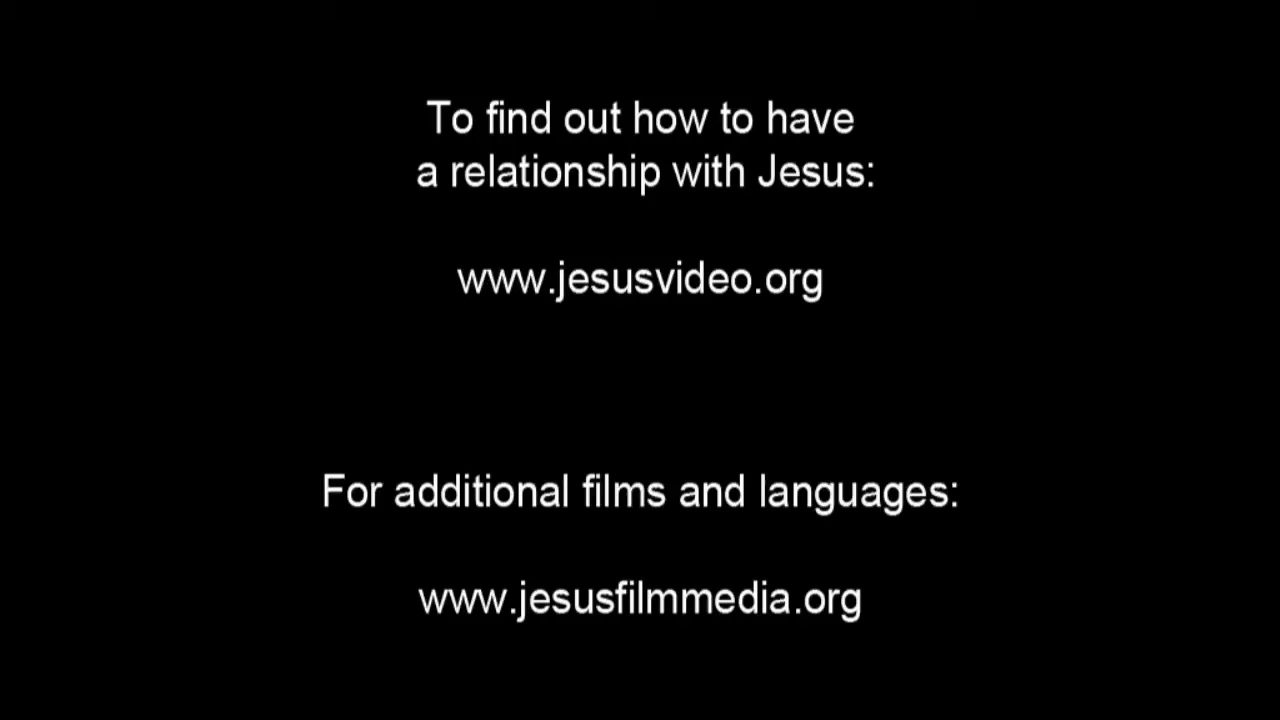 To find out how to have
a relationship with Jesus:
www.jesusvideo.org
For additional films and languages:
www.jesusfilmmedia.org